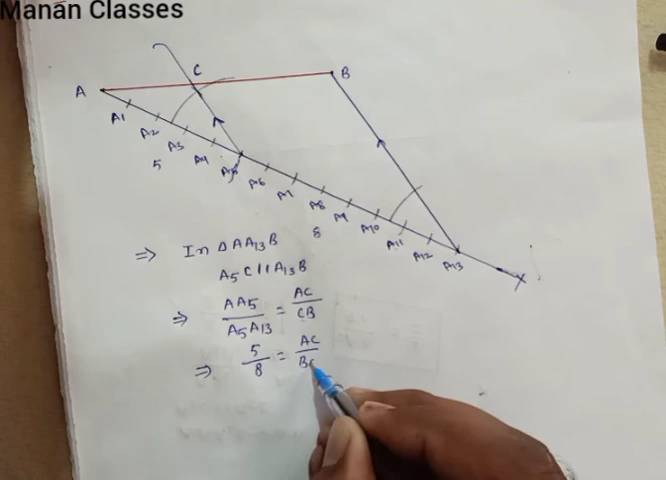 Manan Classes
C
B
A
A1
A2
A3
5
A4
A5
A6
A7
A8
A9
8
A10
A11
A12
A13
X
⇒ In ΔAA13B
A5C || A13B
⇒ AA5/A5A13 = AC/CB
⇒ 5/8 = AC/BC